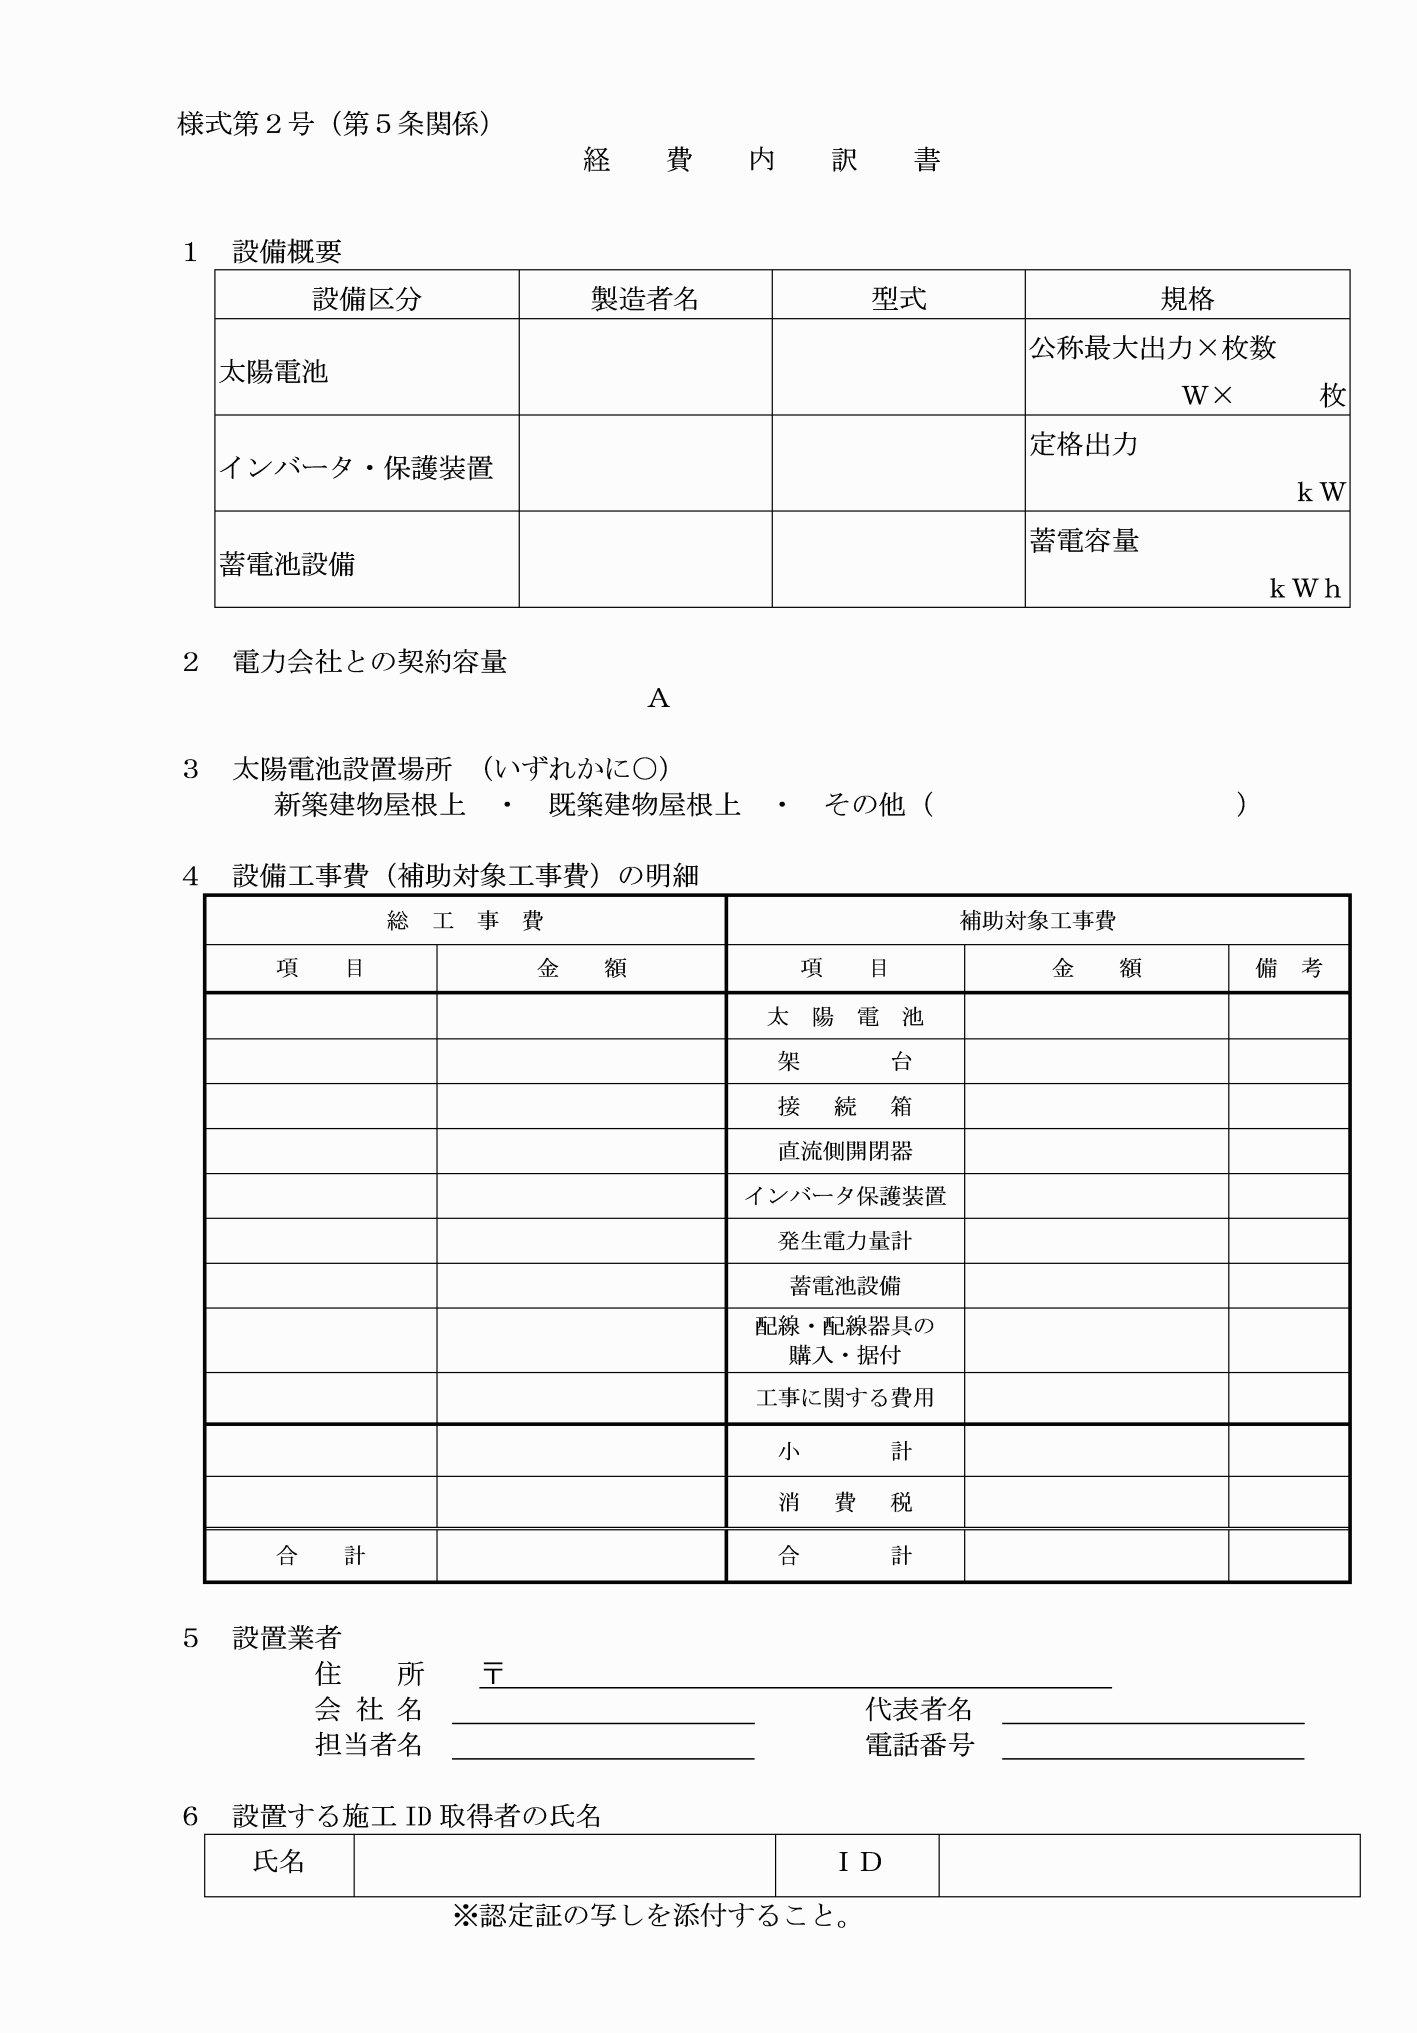 様式第２号（第５条関係）
経　費　内　訳　書
１　設備概要
設備区分　製造者名　型式　規格
太陽電池　公称最大出力×枚数
Ｗ×　　　枚
インバータ・保護装置　定格出力
ｋＷ
蓄電池設備　蓄電容量
ｋＷｈ
２　電力会社との契約容量
Ａ
３　太陽電池設置場所　（いずれかに○）
新築建物屋根上　・　既築建物屋根上　・　その他（　　　　　　　　　　　）
４　設備工事費（補助対象工事費）の明細
総　工　事　費　補助対象工事費
項　　目　金　　額　項　　目　金　　額　備　考
太　陽　電　池
架　　　　台
接　続　箱
直流側開閉器
インバータ保護装置
発生電力量計
蓄電池設備
配線・配線器具の
購入・据付
工事に関する費用
小　　　　計
消　費　税
合　　計　合　　　　計
５　設置業者
住　　所　〒
会 社 名　代表者名
担当者名　電話番号
６　設置する施工 ID 取得者の氏名
氏名　ＩＤ
※認定証の写しを添付すること。